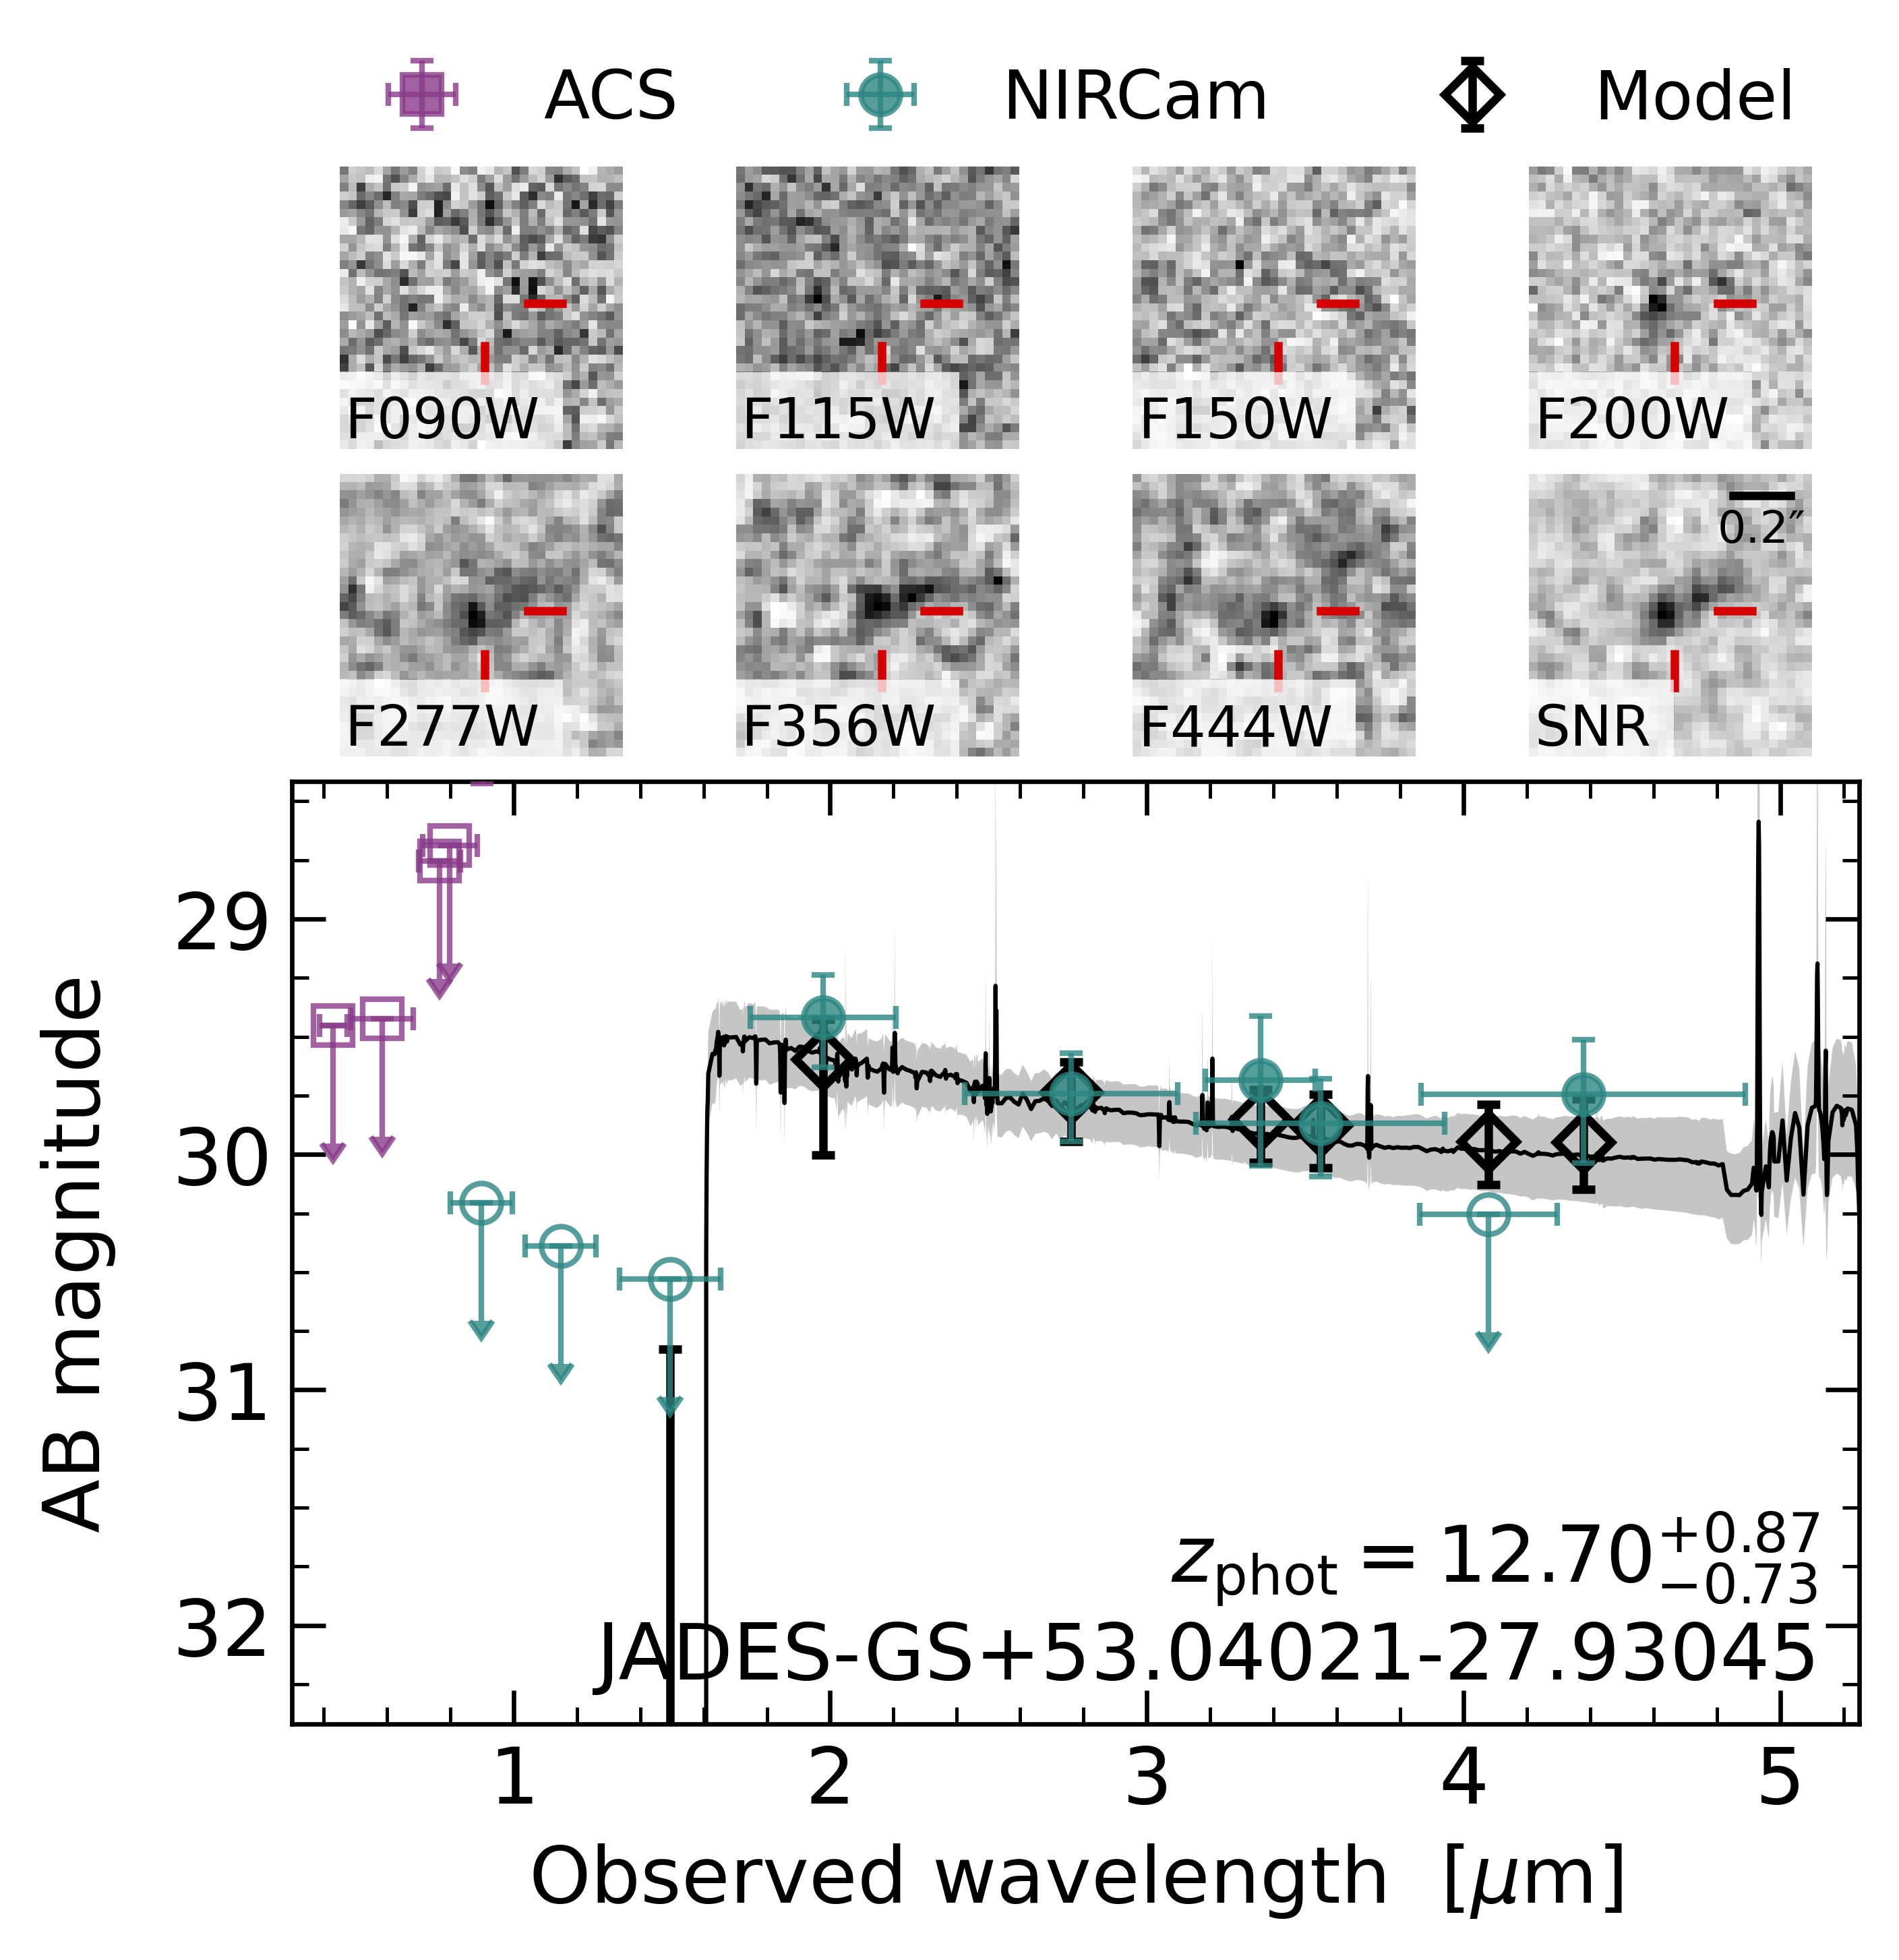 ACS NIRCam Model
F090W F115W F150W F200W
0.2″
F277W F356W F444W SNR
29
30
31
32
AB magnitude
z_phot = 12.70 +0.87 −0.73
JADES-GS+53.04021-27.93045
1 2 3 4 5
Observed wavelength [μm]